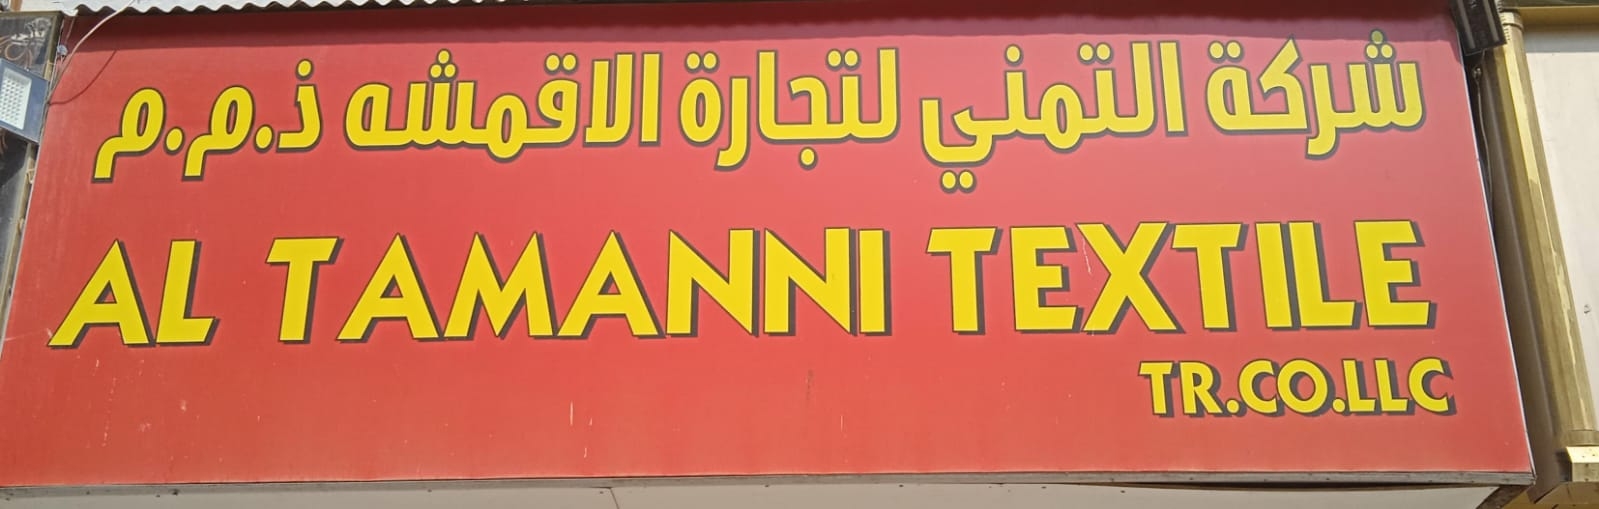 شركة التمني لتجارة الاقمشه ذ.م.م
AL TAMANNI TEXTILE
TR.CO.LLC